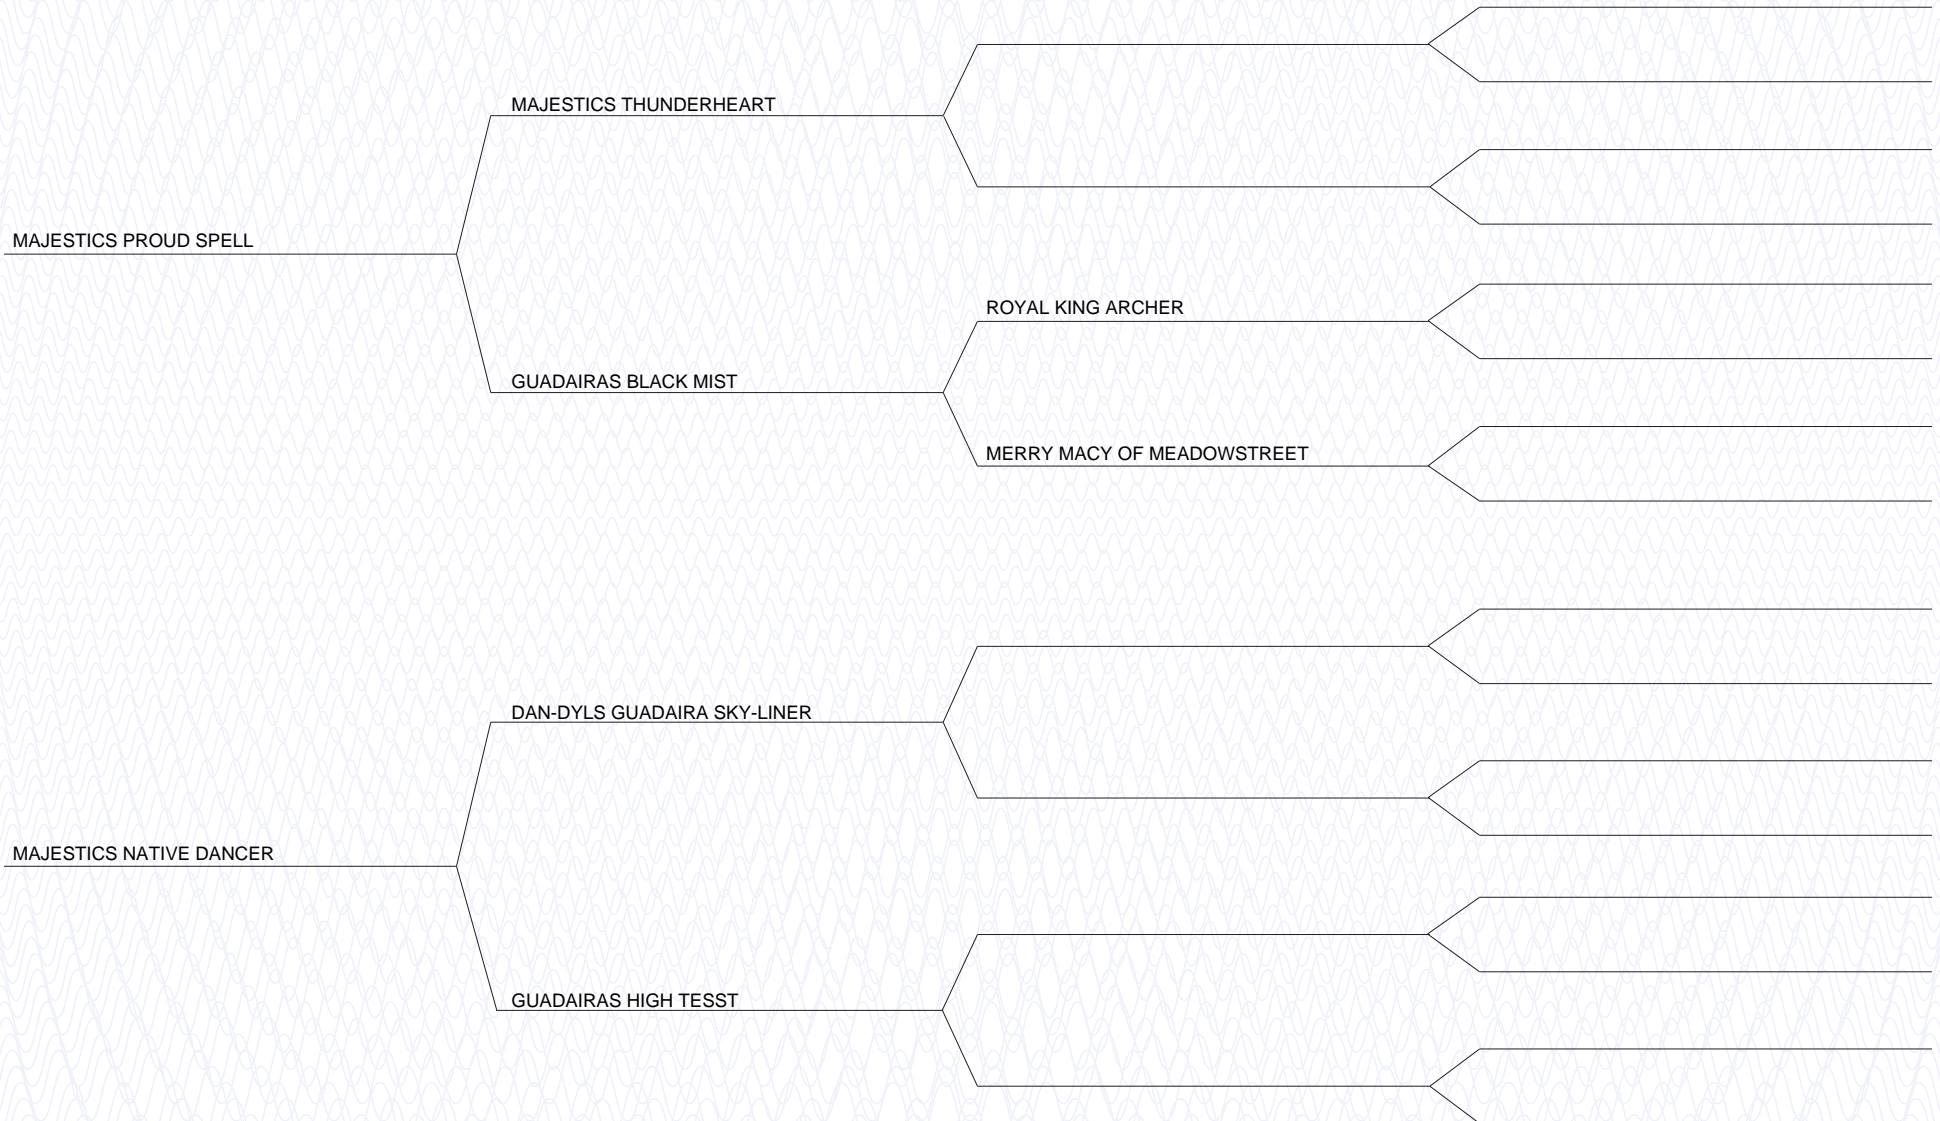 MAJESTICS THUNDERHEART
MAJESTICS PROUD SPELL
ROYAL KING ARCHER
GUADAIRAS BLACK MIST
MERRY MACY OF MEADOWSTREET
DAN-DYLS GUADAIRA SKY-LINER
MAJESTICS NATIVE DANCER
GUADAIRAS HIGH TESST